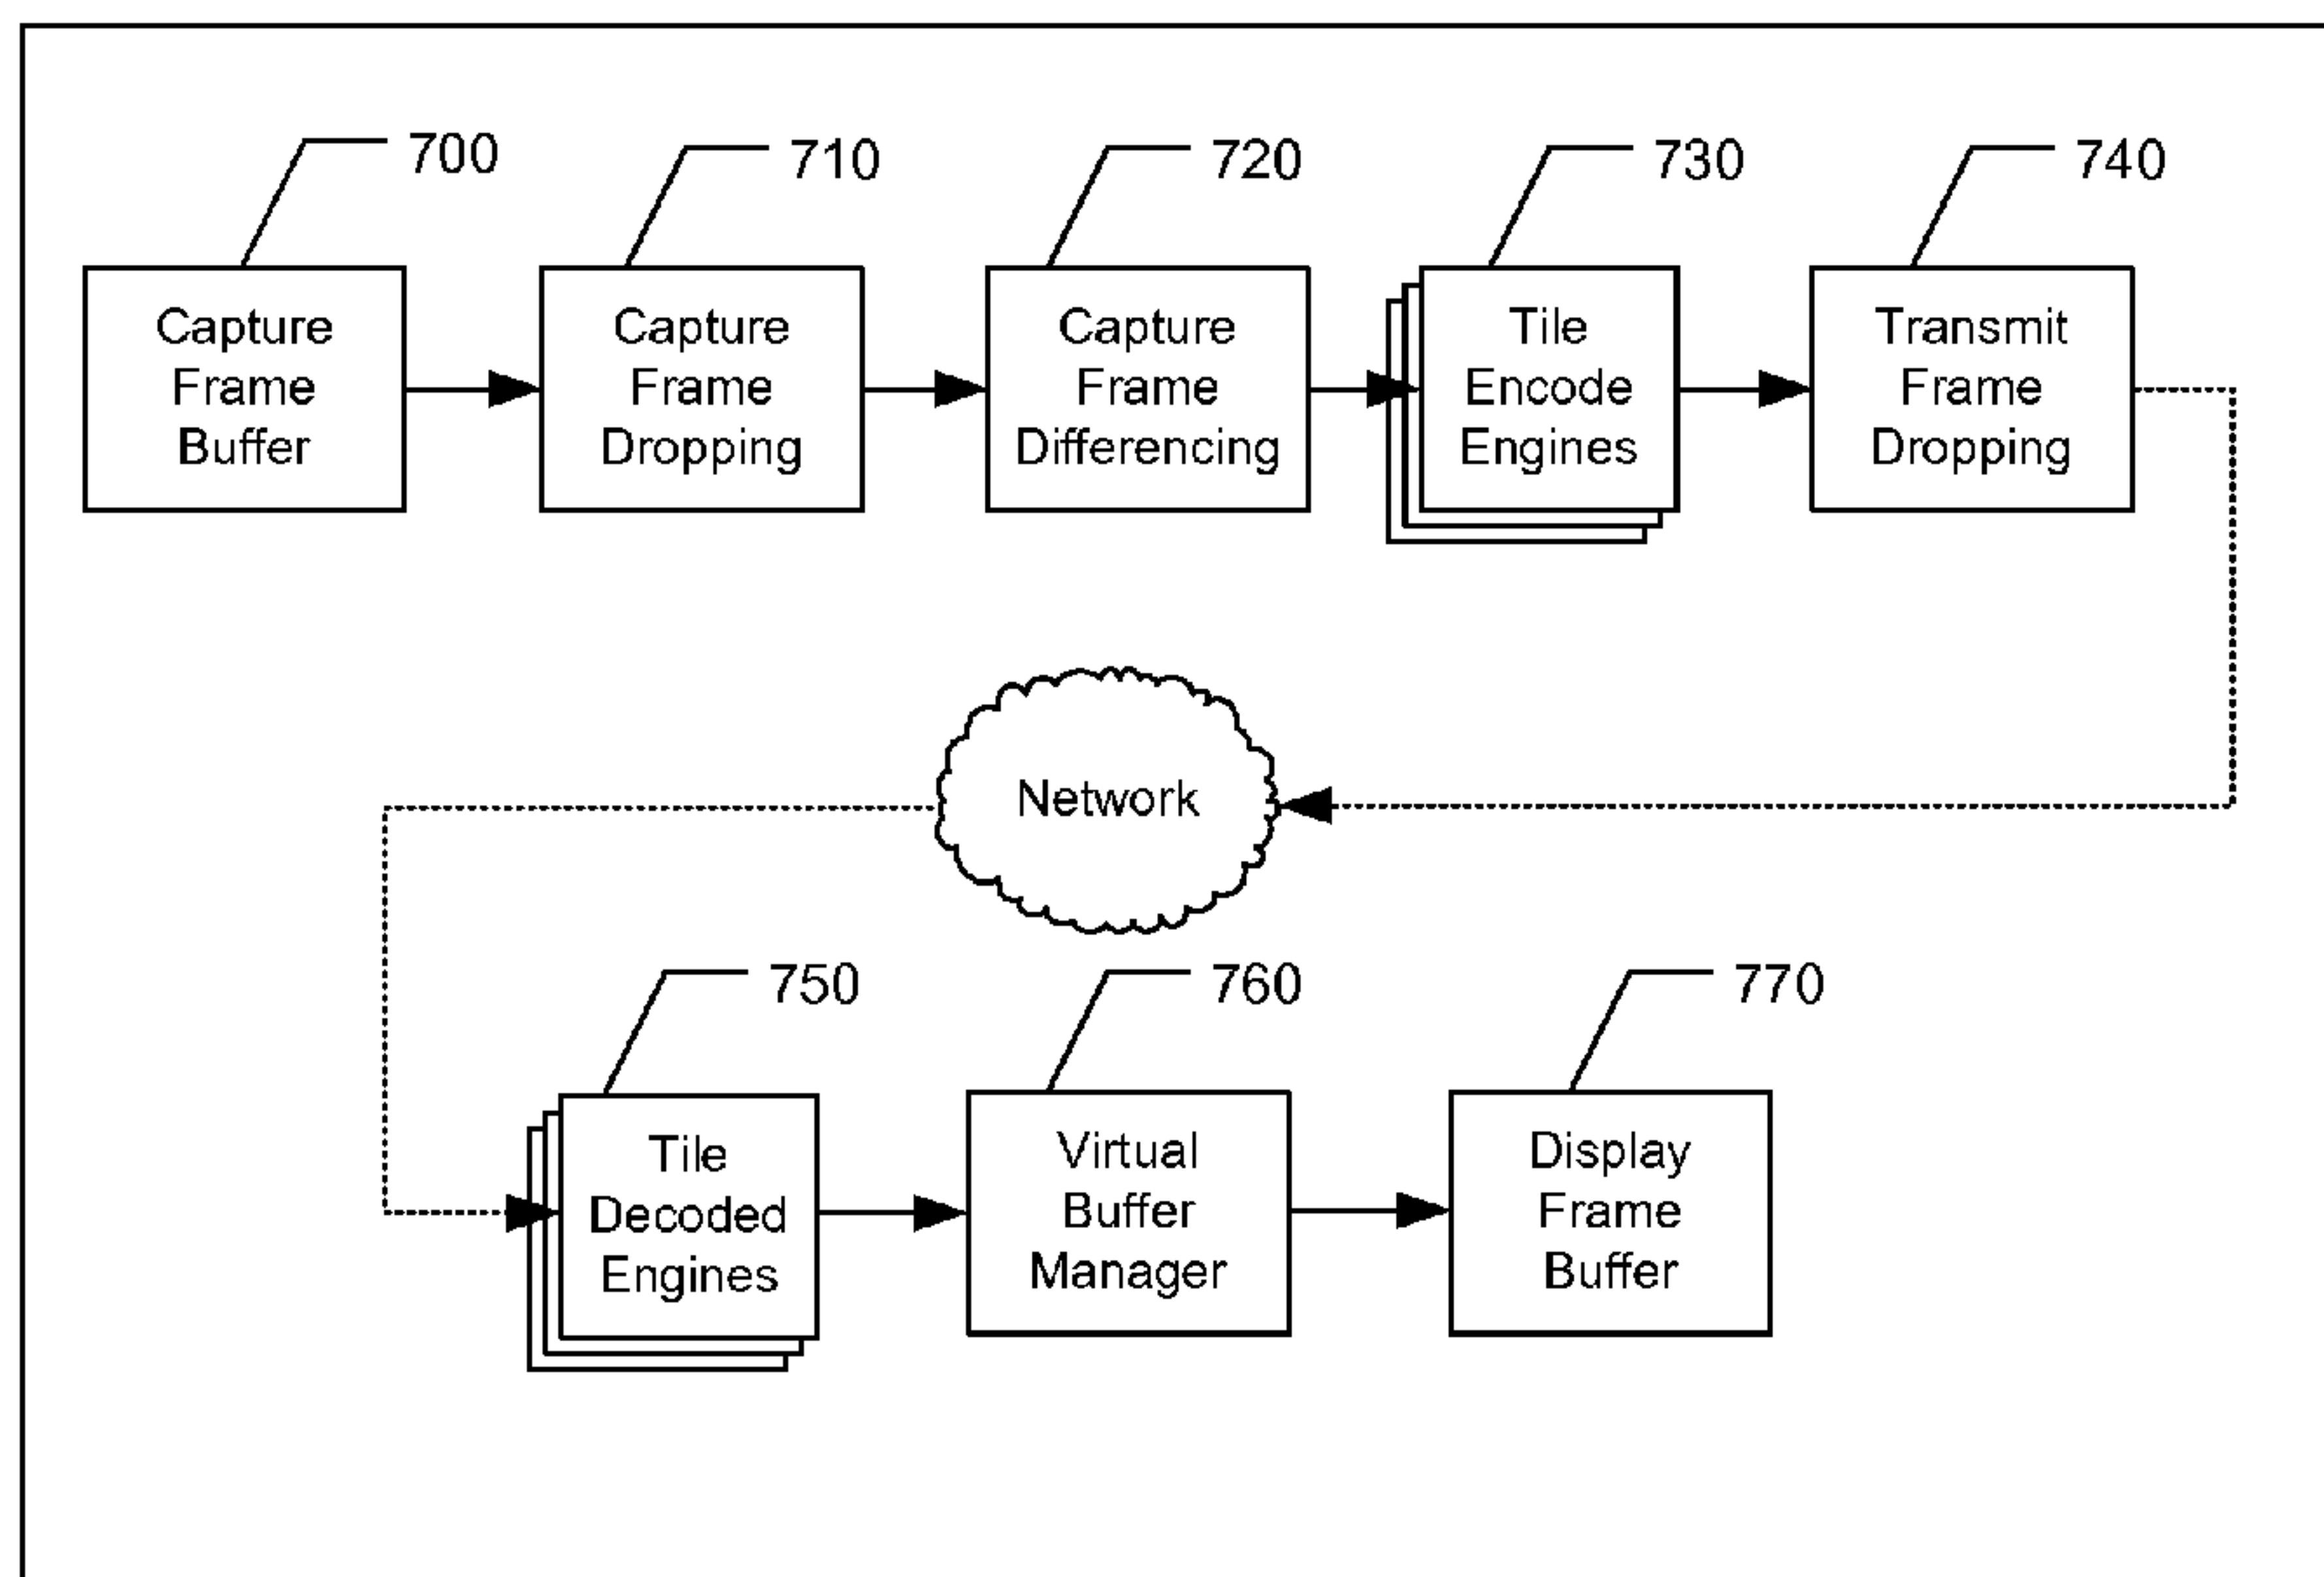 700
710
720
730
740
Capture
Frame
Buffer
Capture
Frame
Dropping
Capture
Frame
Differencing
Tile
Encode
Engines
Transmit
Frame
Dropping
Network
750
760
770
Tile
Decoded
Engines
Virtual
Buffer
Manager
Display
Frame
Buffer